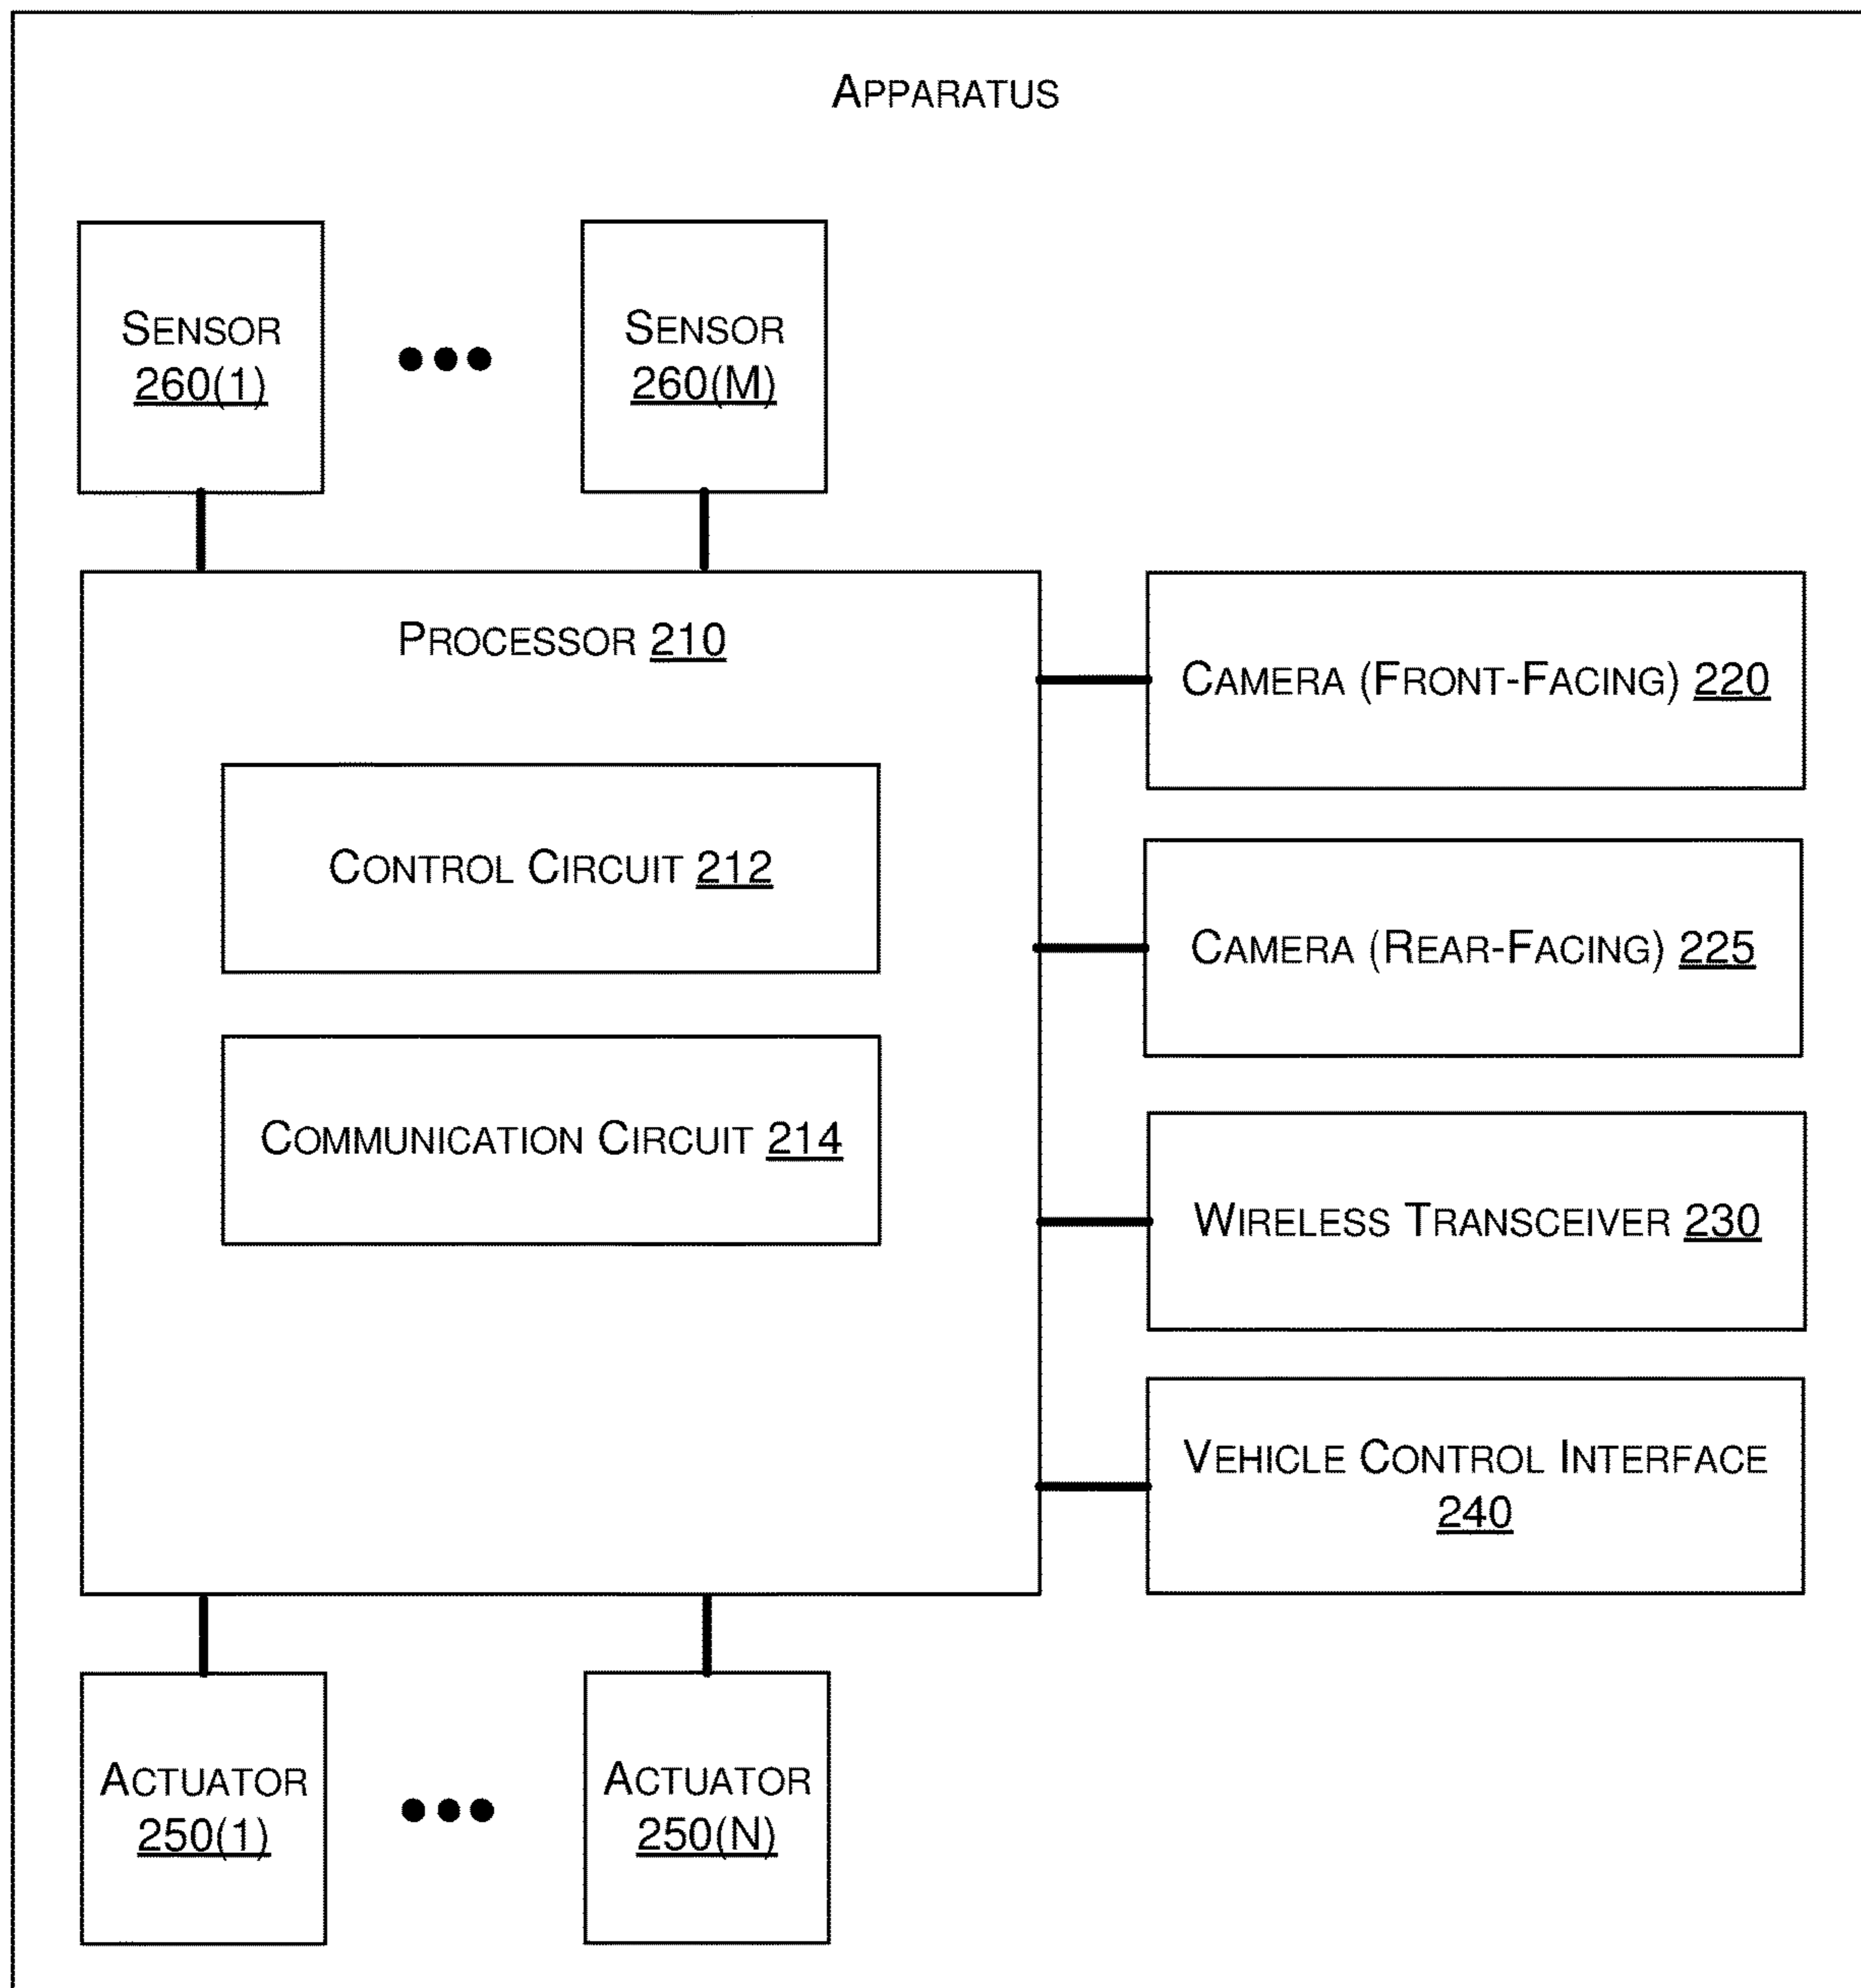 APPARATUS
SENSOR
260(1)
SENSOR
260(M)
PROCESSOR 210
CONTROL CIRCUIT 212
COMMUNICATION CIRCUIT 214
CAMERA (FRONT-FACING) 220
CAMERA (REAR-FACING) 225
WIRELESS TRANSCEIVER 230
VEHICLE CONTROL INTERFACE
240
ACTUATOR
250(1)
ACTUATOR
250(N)